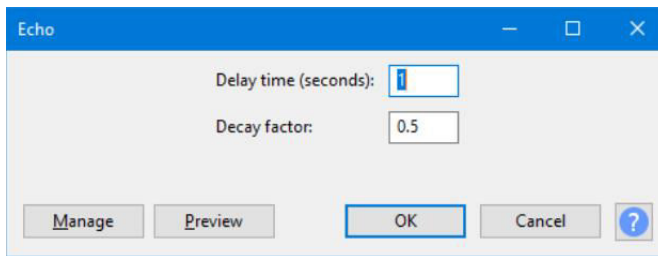 Echo
Delay time (seconds): 1
Decay factor: 0.5
Manage Preview OK Cancel ?